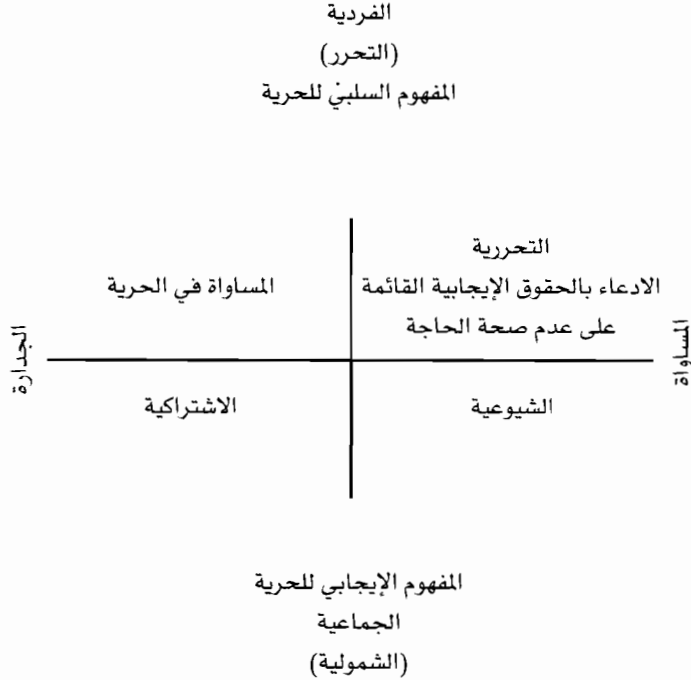 الفردية
(التحرر)
المفهوم السلبيّ للحرية
التحررية
الادعاء بالحقوق الإيجابية القائمة
على عدم صحة الحاجة
المساواة في الحرية
المساواة
الجدارة
الشيوعية
الاشتراكية
المفهوم الإيجابي للحرية
الجماعية
(الشمولية)